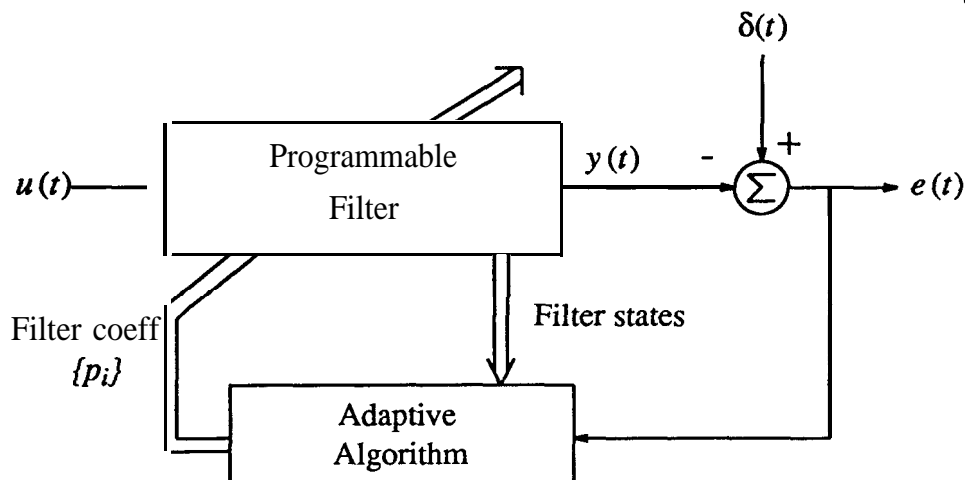 δ(t)
Programmable
Filter
u(t)
y(t)
- +
Σ
e(t)
Filter states
Filter coeff
{pᵢ}
Adaptive
Algorithm